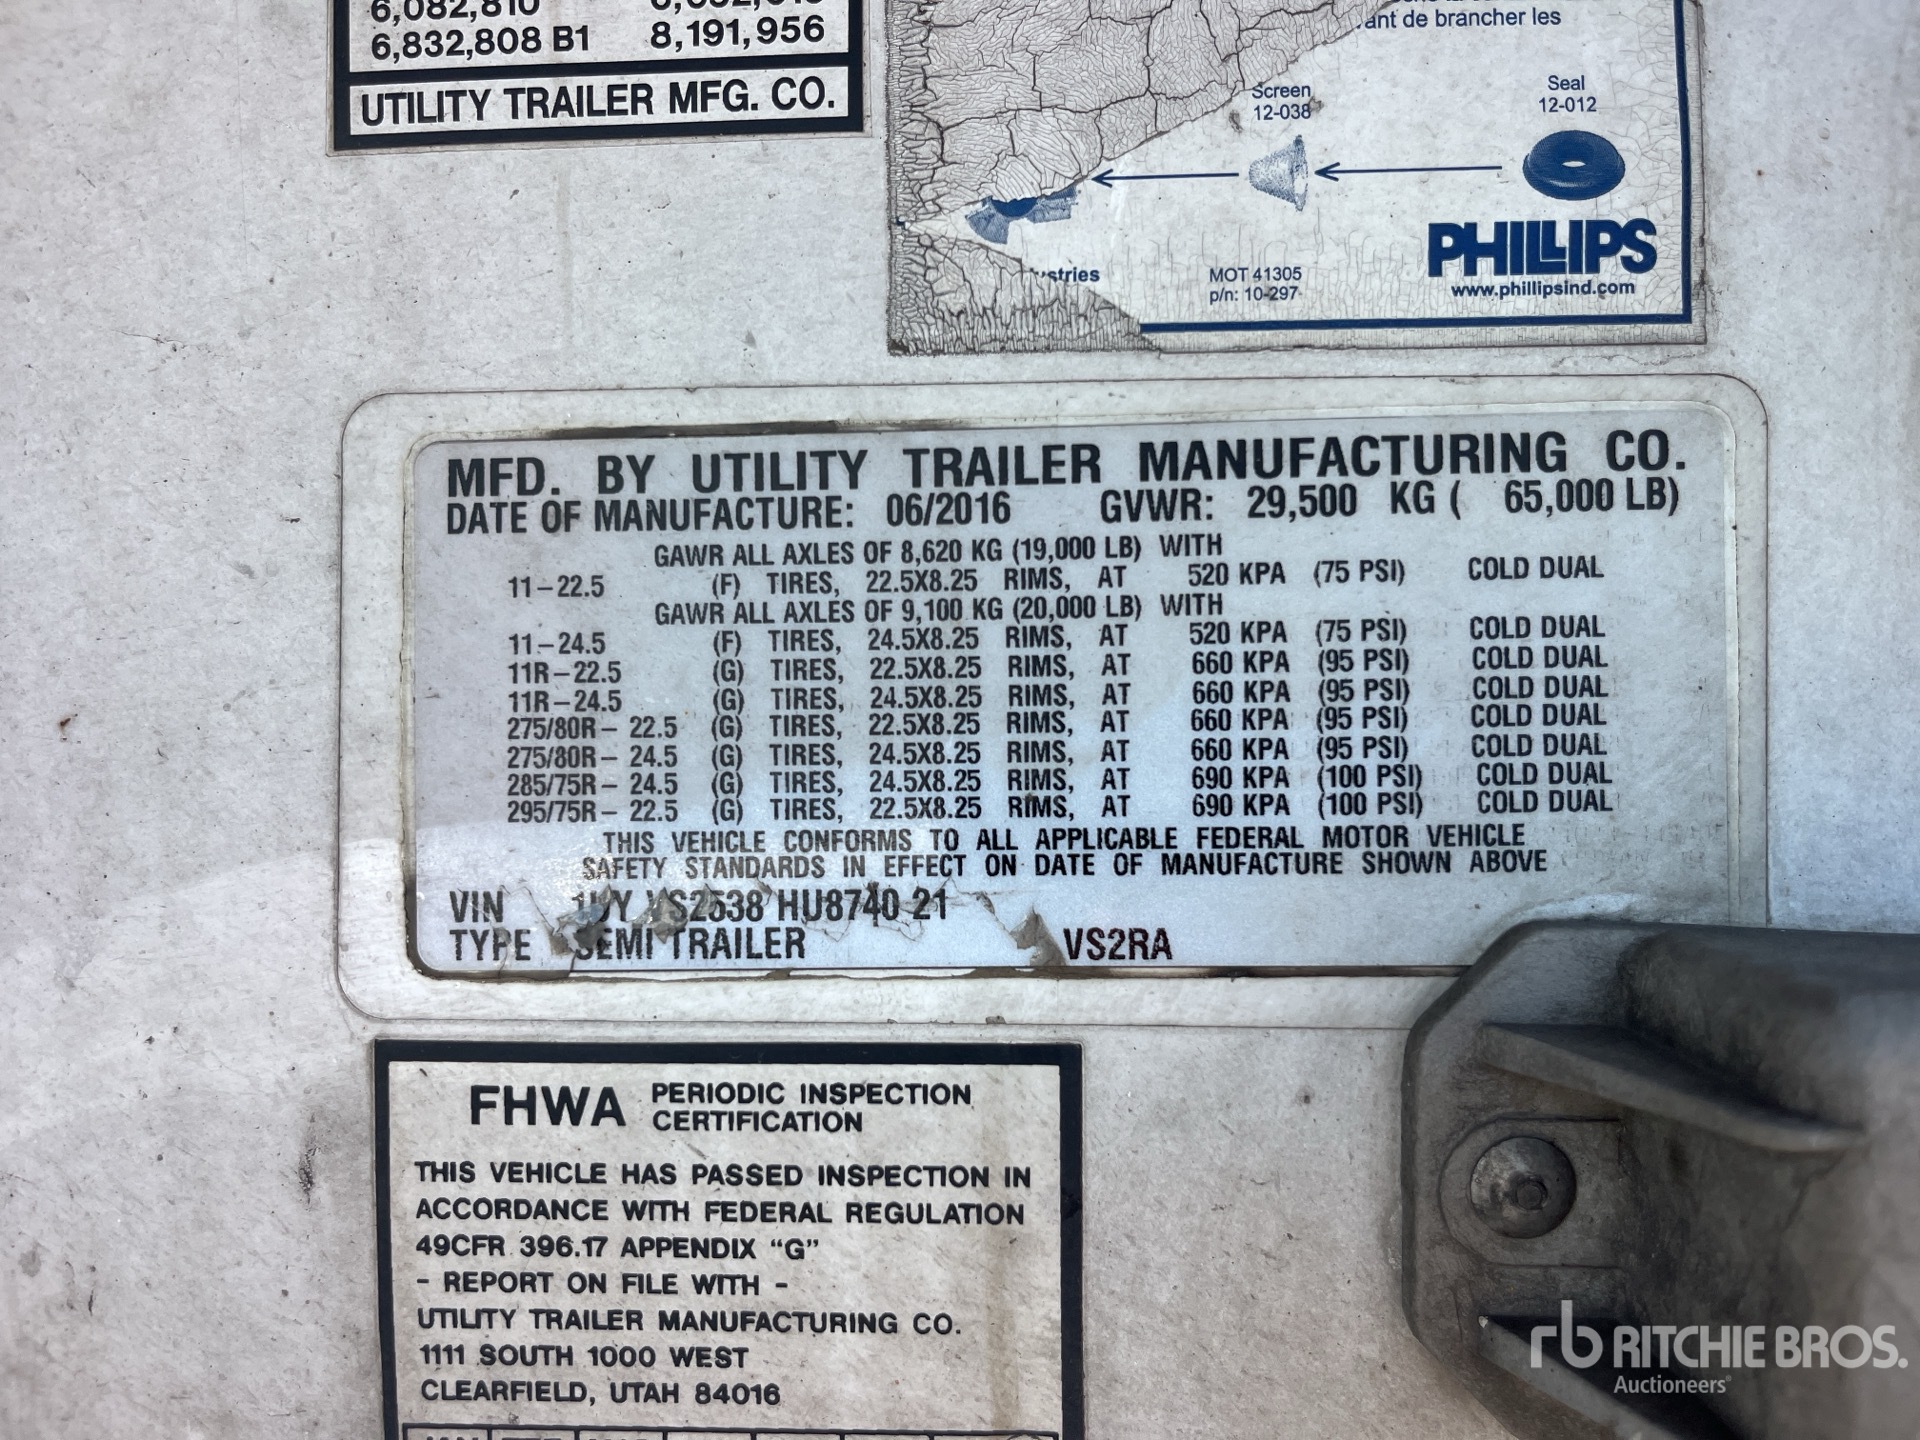 6,082,810
6,832,808 B1 8,191,956
UTILITY TRAILER MFG. CO.
de brancher les
Screen
12-038
Seal
12-012
PHILLIPS
www.phillipsind.com
MOT 41305
p/n: 10-297
MFD. BY UTILITY TRAILER MANUFACTURING CO.
DATE OF MANUFACTURE: 06/2016 GVWR: 29,500 KG ( 65,000 LB)
GAWR ALL AXLES OF 8,620 KG (19,000 LB) WITH
11-22.5 (F) TIRES, 22.5X8.25 RIMS, AT 520 KPA (75 PSI) COLD DUAL
GAWR ALL AXLES OF 9,100 KG (20,000 LB) WITH
11-24.5 (F) TIRES, 24.5X8.25 RIMS, AT 520 KPA (75 PSI) COLD DUAL
11R-22.5 (G) TIRES, 22.5X8.25 RIMS, AT 660 KPA (95 PSI) COLD DUAL
11R-24.5 (G) TIRES, 24.5X8.25 RIMS, AT 660 KPA (95 PSI) COLD DUAL
275/80R- 22.5 (G) TIRES, 22.5X8.25 RIMS, AT 660 KPA (95 PSI) COLD DUAL
275/80R- 24.5 (G) TIRES, 24.5X8.25 RIMS, AT 660 KPA (95 PSI) COLD DUAL
285/75R- 24.5 (G) TIRES, 24.5X8.25 RIMS, AT 690 KPA (100 PSI) COLD DUAL
295/75R- 22.5 (G) TIRES, 22.5X8.25 RIMS, AT 690 KPA (100 PSI) COLD DUAL
THIS VEHICLE CONFORMS TO ALL APPLICABLE FEDERAL MOTOR VEHICLE
SAFETY STANDARDS IN EFFECT ON DATE OF MANUFACTURE SHOWN ABOVE
VIN 1UY VS2538 HU8740 21
TYPE SEMI TRAILER VS2RA
FHWA PERIODIC INSPECTION
CERTIFICATION
THIS VEHICLE HAS PASSED INSPECTION IN
ACCORDANCE WITH FEDERAL REGULATION
49CFR 396.17 APPENDIX "G"
- REPORT ON FILE WITH -
UTILITY TRAILER MANUFACTURING CO.
1111 SOUTH 1000 WEST
CLEARFIELD, UTAH 84016
rb RITCHIE BROS.
Auctioneers